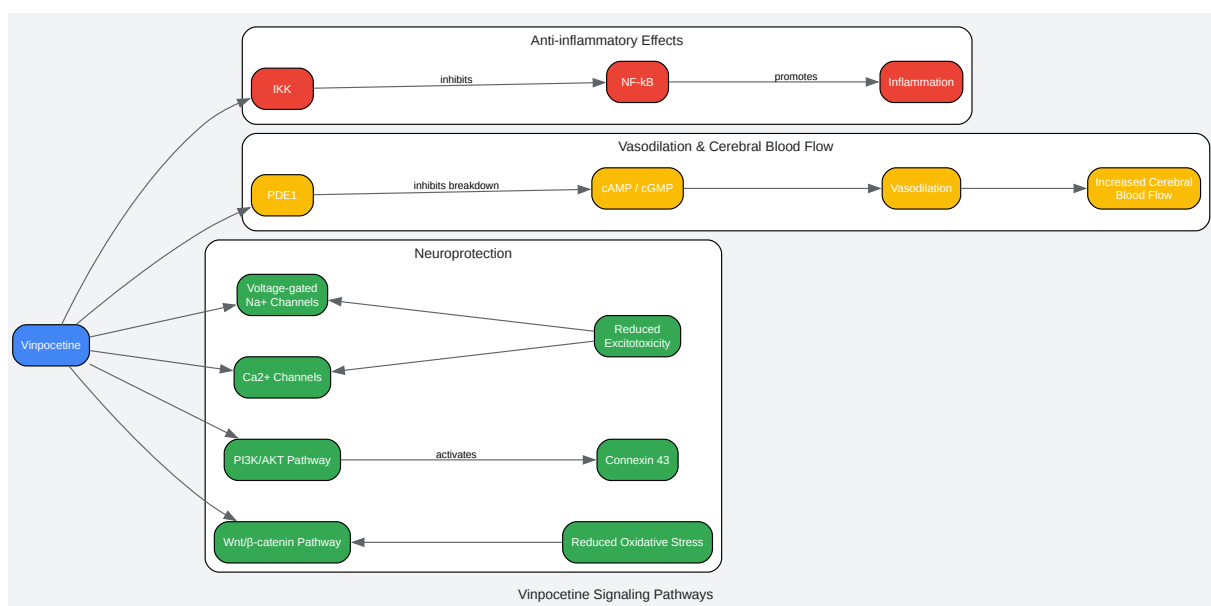 Anti-inflammatory Effects
IKK
inhibits
NF-kB
promotes
Inflammation
Vasodilation & Cerebral Blood Flow
PDE1
inhibits breakdown
cAMP / cGMP
Vasodilation
Increased Cerebral
Blood Flow
Neuroprotection
Voltage-gated
Na+ Channels
Reduced
Excitotoxicity
Vinpocetine
Ca2+ Channels
PI3K/AKT Pathway
activates
Connexin 43
Wnt/β-catenin Pathway
Reduced Oxidative Stress
Vinpocetine Signaling Pathways